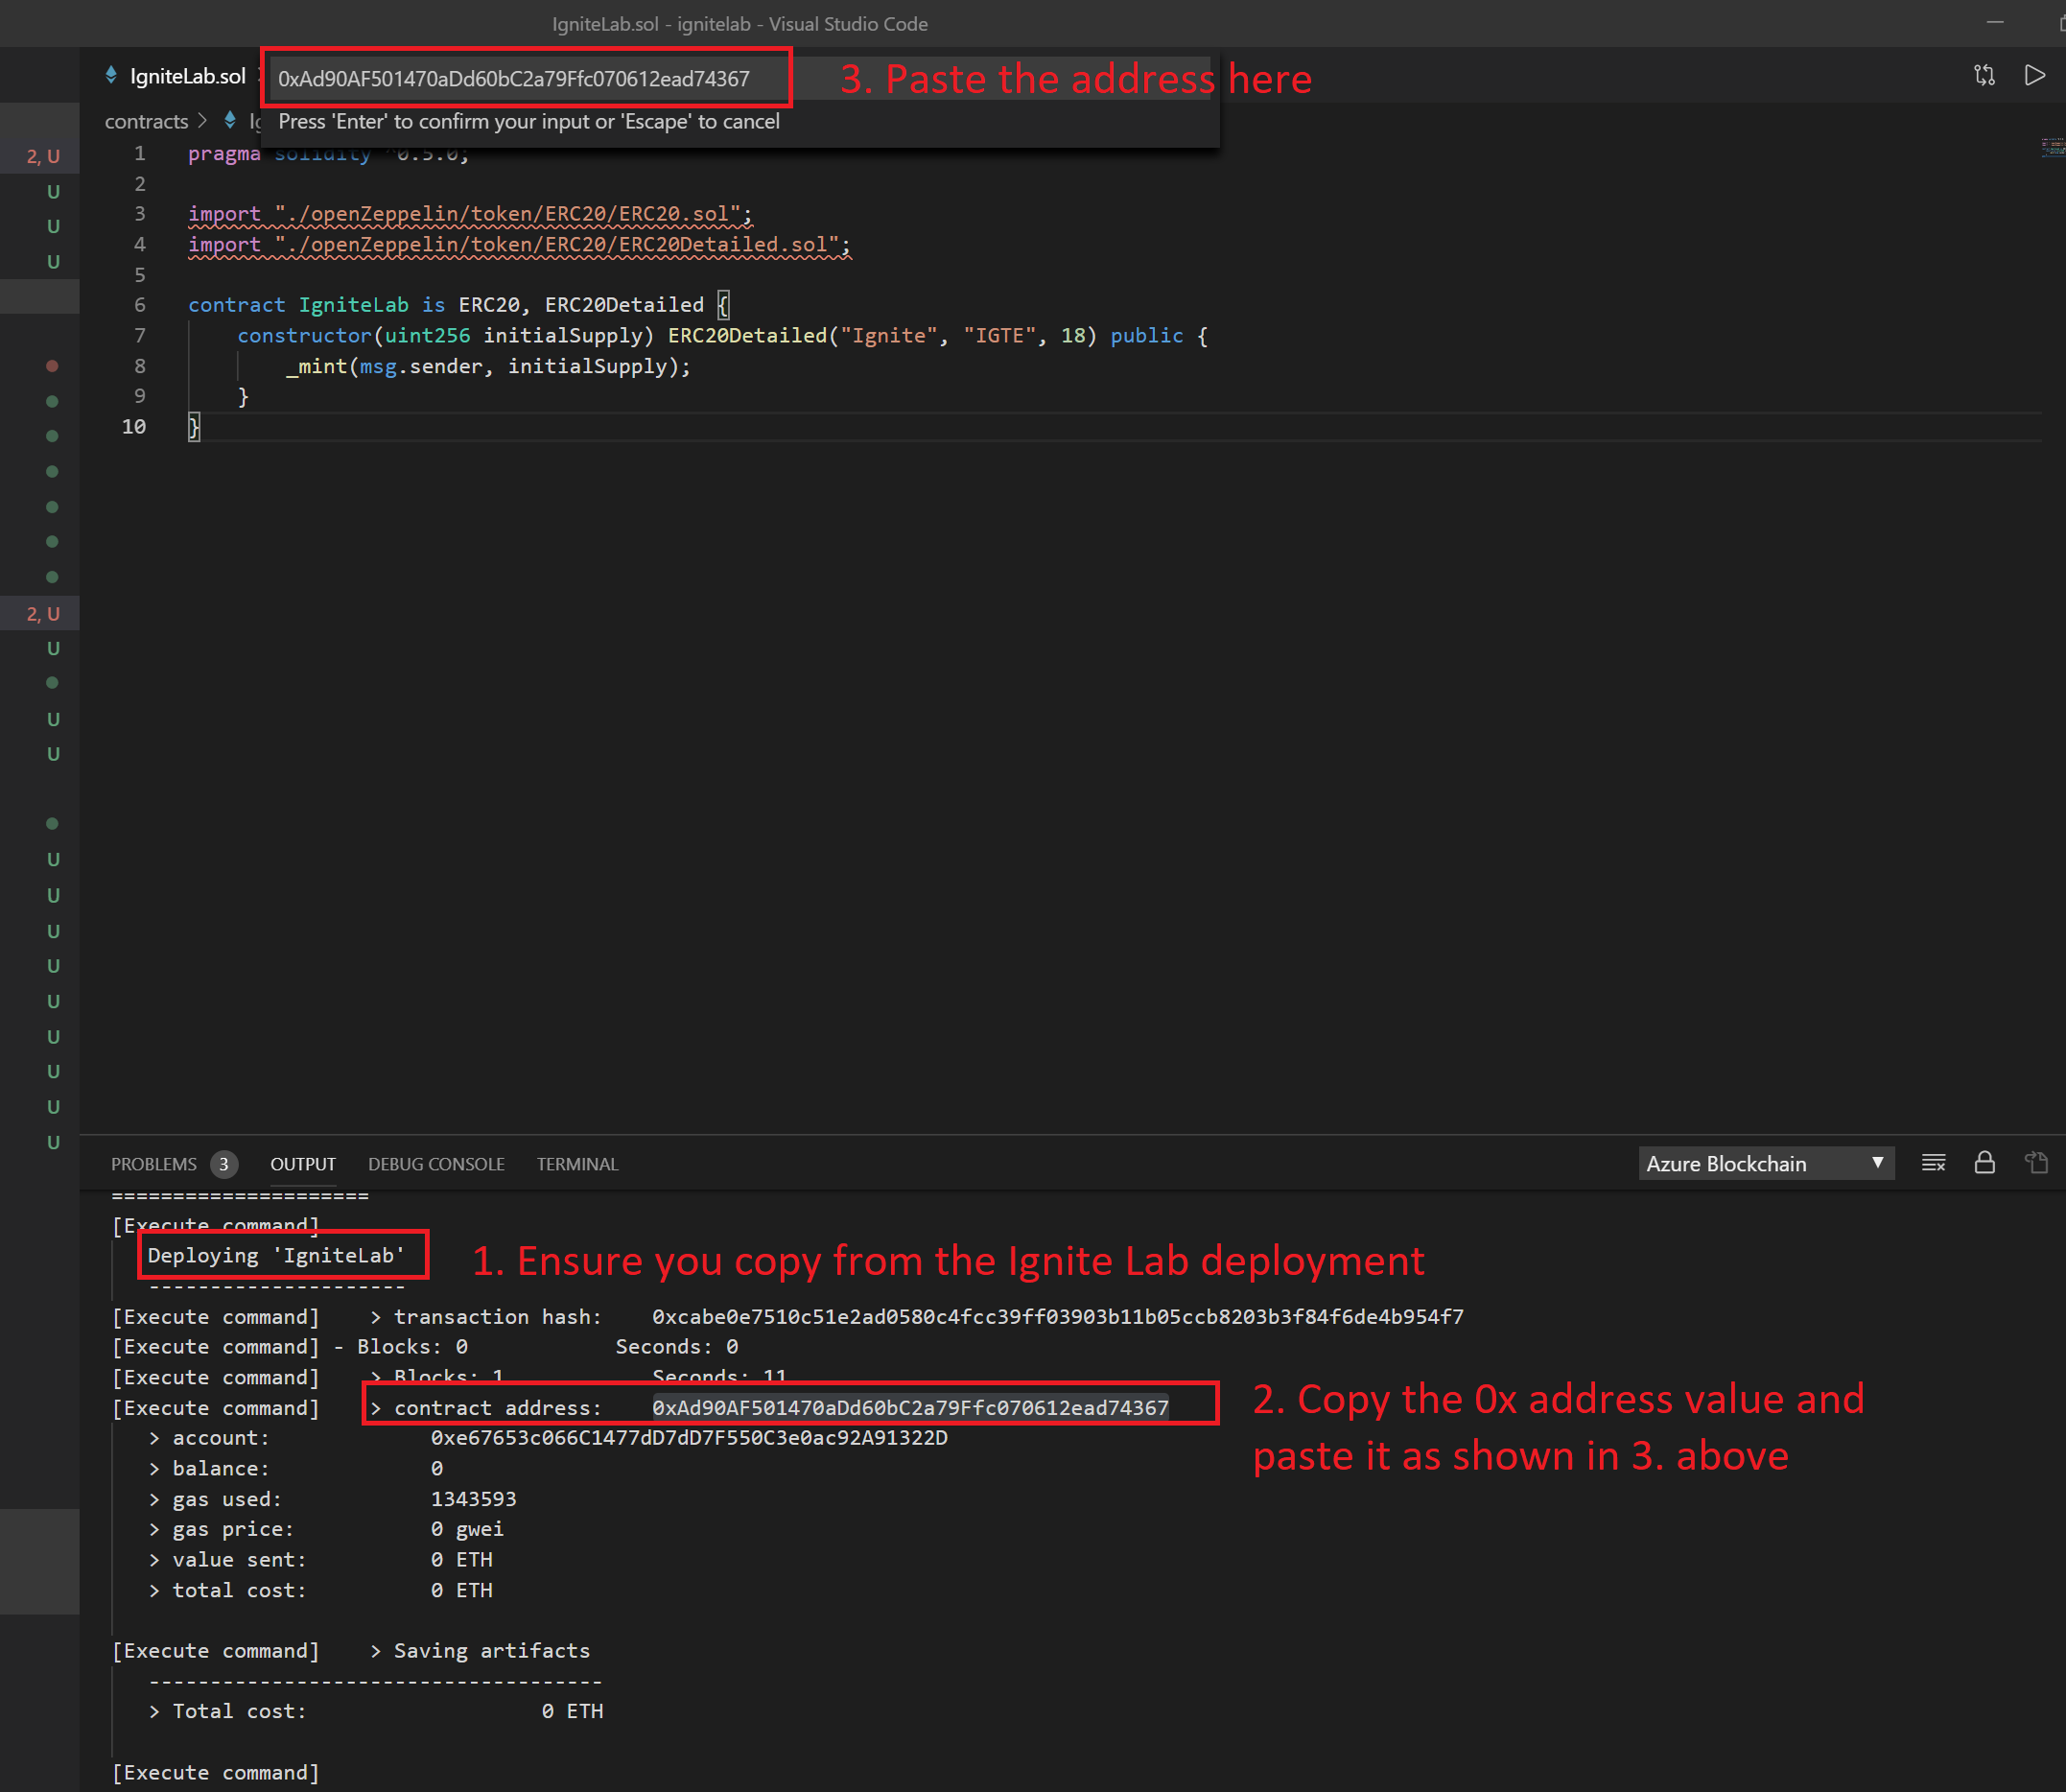 IgniteLab.sol - ignitelab - Visual Studio Code
IgniteLab.sol
0xAd90AF501470aDd60bC2a79Ffc070612ead74367
3. Paste the address here
contracts > Ig
Press 'Enter' to confirm your input or 'Escape' to cancel
1 pragma solidity ^0.5.0;
2
3 import "./openZeppelin/token/ERC20/ERC20.sol";
4 import "./openZeppelin/token/ERC20/ERC20Detailed.sol";
5
6 contract IgniteLab is ERC20, ERC20Detailed {
7 constructor(uint256 initialSupply) ERC20Detailed("Ignite", "IGTE", 18) public {
8 _mint(msg.sender, initialSupply);
9 }
10 }
2, U
U
U
U
2, U
U
U
U
U
U
U
U
U
U
U
U
U
PROBLEMS 3 OUTPUT DEBUG CONSOLE TERMINAL
Azure Blockchain
=====================
[Execute command]
Deploying 'IgniteLab'
1. Ensure you copy from the Ignite Lab deployment
---------------------
[Execute command] > transaction hash: 0xcabe0e7510c51e2ad0580c4fcc39ff03903b11b05ccb8203b3f84f6de4b954f7
[Execute command] - Blocks: 0 Seconds: 0
[Execute command] > Blocks: 1 Seconds: 11
[Execute command] > contract address: 0xAd90AF501470aDd60bC2a79Ffc070612ead74367
2. Copy the 0x address value and
paste it as shown in 3. above
> account: 0xe67653c066C1477dD7dD7F550C3e0ac92A91322D
> balance: 0
> gas used: 1343593
> gas price: 0 gwei
> value sent: 0 ETH
> total cost: 0 ETH
[Execute command] > Saving artifacts
-------------------------------------
> Total cost: 0 ETH
[Execute command]